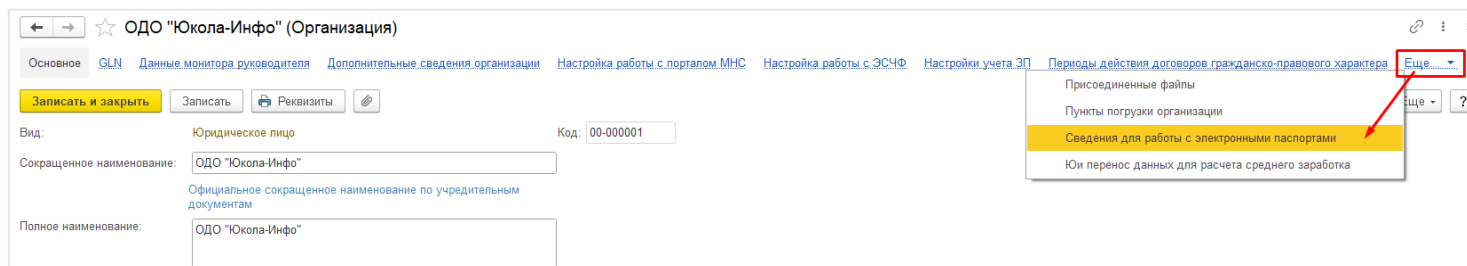 ОДО "Юкола-Инфо" (Организация)
Основное GLN Данные монитора руководителя Дополнительные сведения организации Настройка работы с порталом МНС Настройка работы с ЭСЧФ Настройки учета ЗП Периоды действия договоров гражданско-правового характера Еще...
Присоединенные файлы
Записать и закрыть Записать Реквизиты Еще ?
Пункты погрузки организации
Вид: Юридическое лицо Код: 00-000001
Сведения для работы с электронными паспортами
Сокращенное наименование: ОДО "Юкола-Инфо"
Юи перенос данных для расчета среднего заработка
Официальное сокращенное наименование по учредительным
документам
Полное наименование: ОДО "Юкола-Инфо"